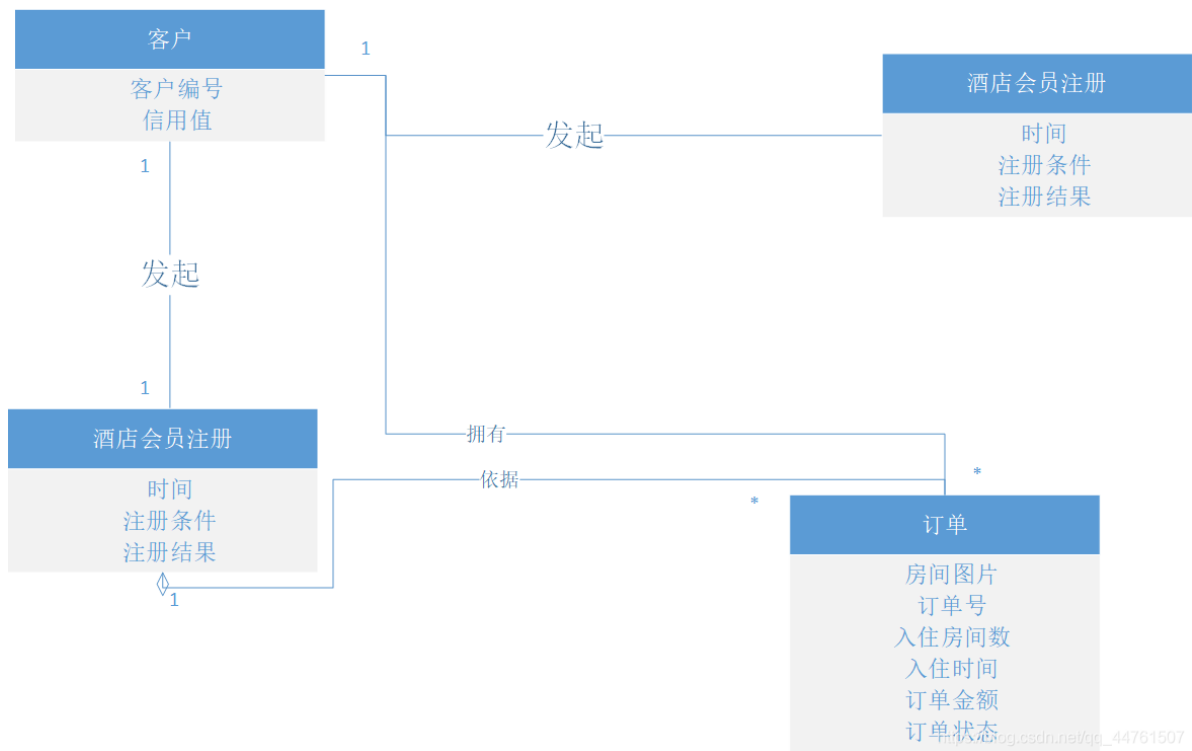 客户
客户编号
信用值
1
1
发起
酒店会员注册
时间
注册条件
注册结果
发起
1
酒店会员注册
时间
注册条件
注册结果
1
拥有
依据
*
*
订单
房间图片
订单号
入住房间数
入住时间
订单金额
订单状态
https://blog.csdn.net/qq_44761507